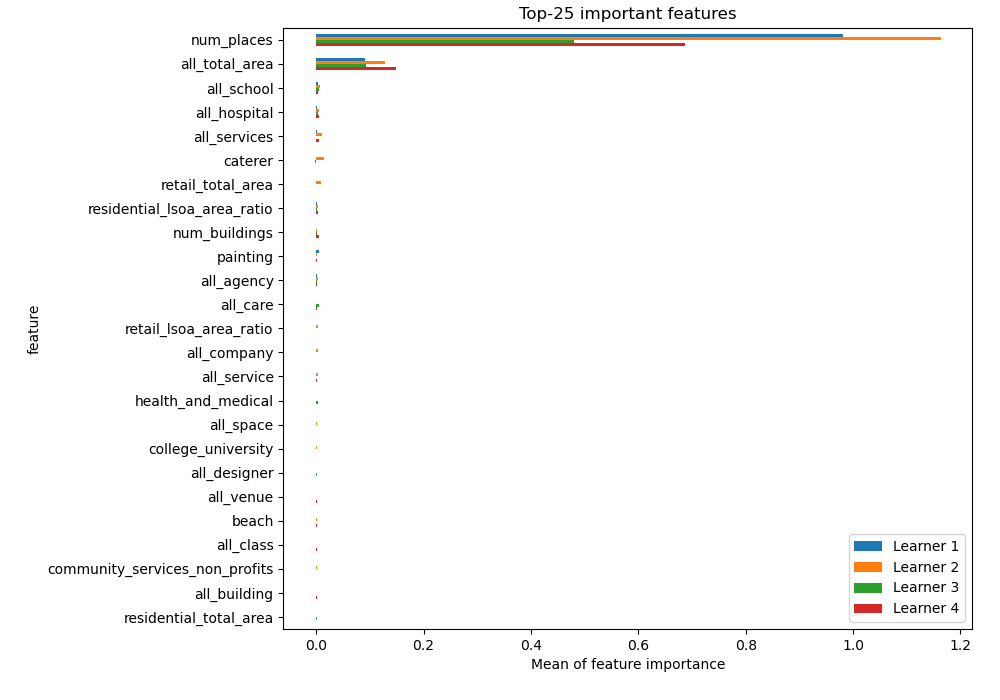 Top-25 important features
num_places
all_total_area
all_school
all_hospital
all_services
caterer
retail_total_area
residential_lsoa_area_ratio
num_buildings
painting
all_agency
all_care
retail_lsoa_area_ratio
all_company
all_service
health_and_medical
all_space
college_university
all_designer
all_venue
beach
all_class
community_services_non_profits
all_building
residential_total_area
feature
Learner 1
Learner 2
Learner 3
Learner 4
0.0 0.2 0.4 0.6 0.8 1.0 1.2
Mean of feature importance